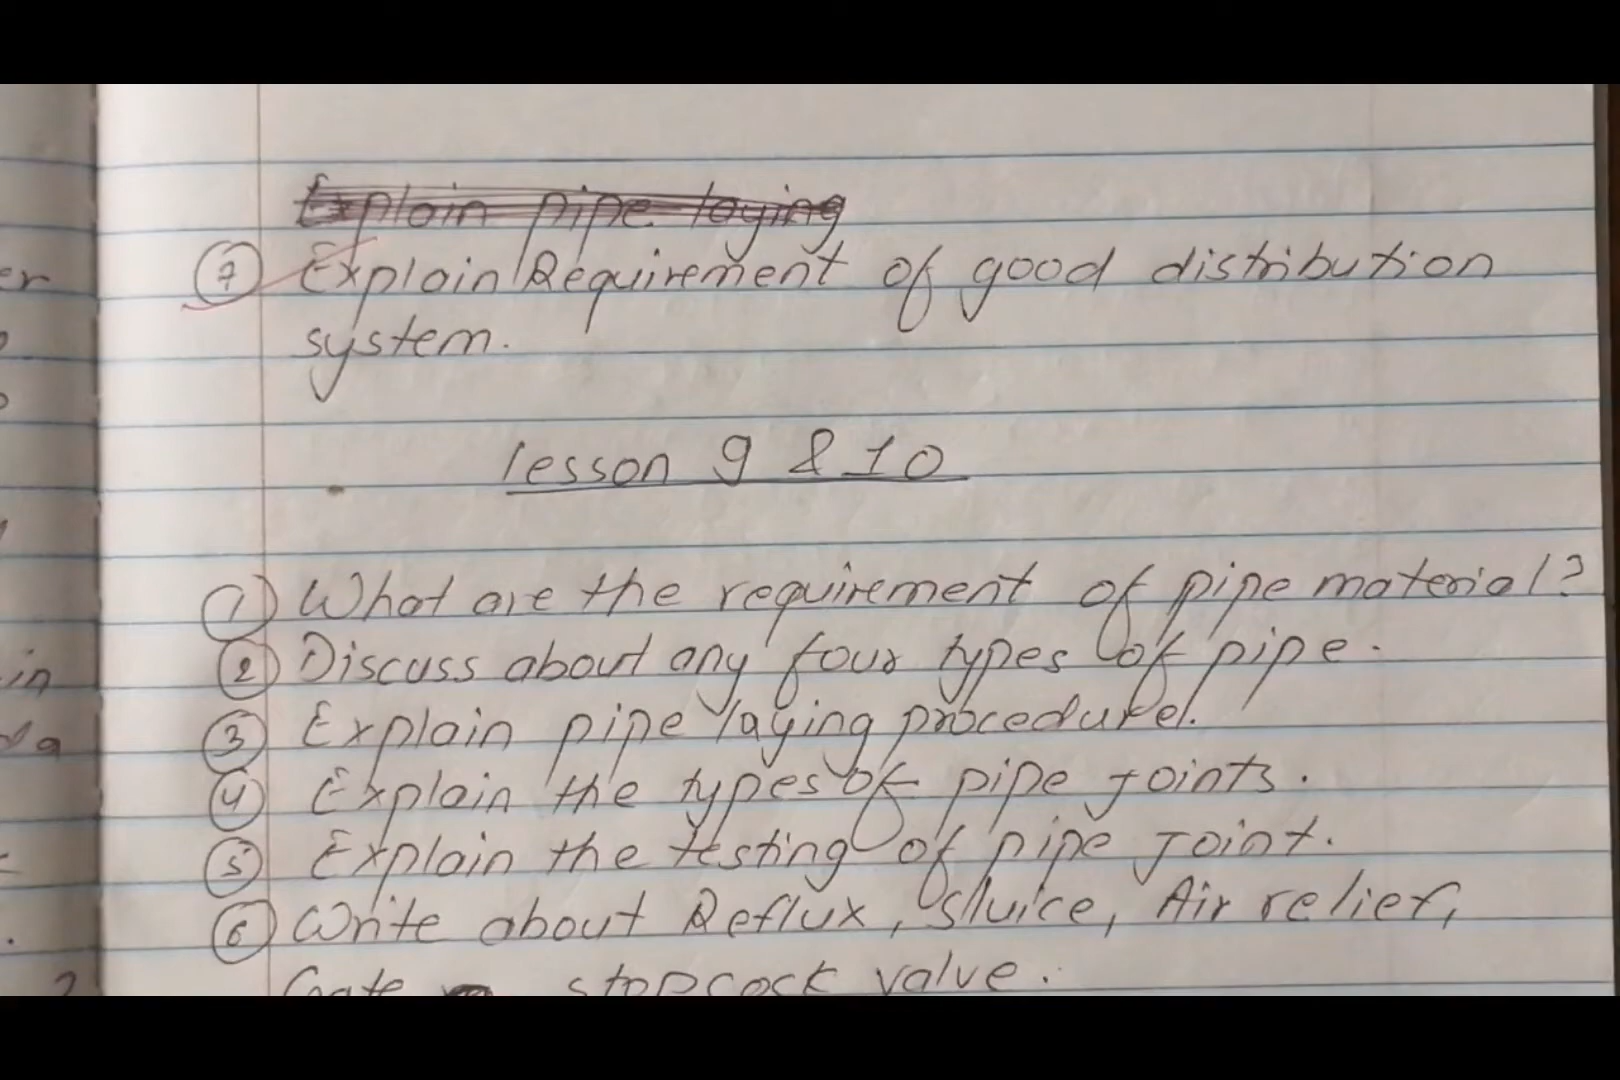 Explain pipe laying
7 Explain Requirement of good distribution
system.
lesson 9 & 10
1 What are the requirement of pipe material?
2 Discuss about any four types of pipe.
3 Explain pipe laying procedure.
4 Explain the types of pipe Joints.
5 Explain the testing of pipe Joint.
6 Write about Reflux, Sluice, Air relief,
Gate stopcock valve.
er
in